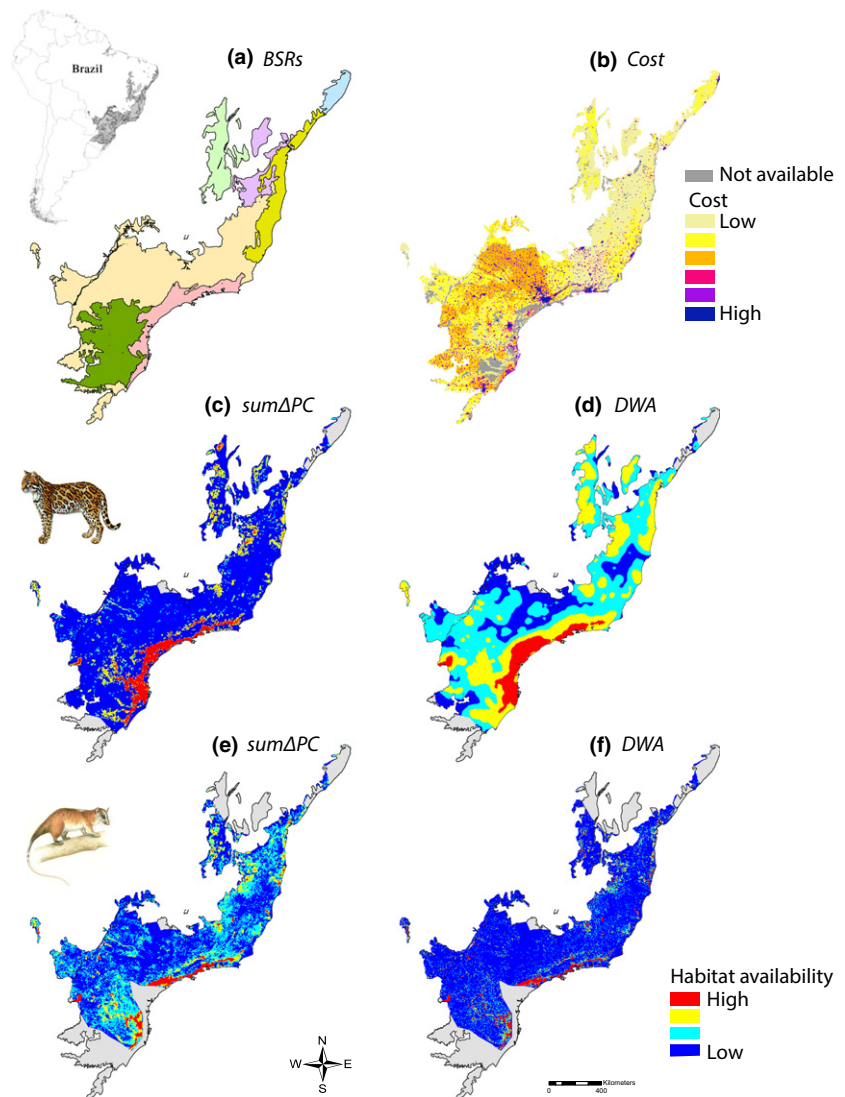 Brazil
(a) BSRs
(b) Cost
Not available
Cost
Low
High
(c) sumΔPC
(d) DWA
(e) sumΔPC
(f) DWA
Habitat availability
High
Low
N
W E
S
Kilometers
0 400